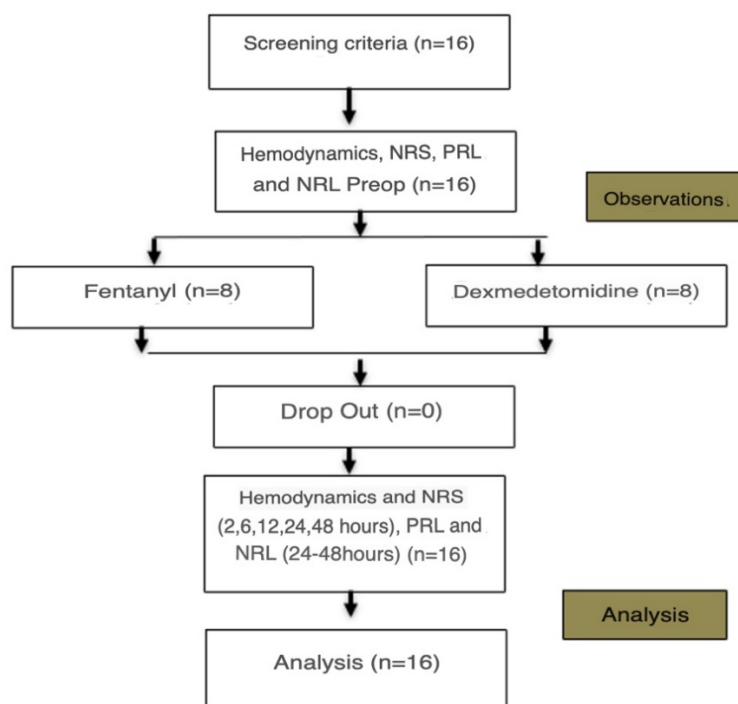 Screening criteria (n=16)
Hemodynamics, NRS, PRL
and NRL Preop (n=16)
Observations.
Fentanyl (n=8)
Dexmedetomidine (n=8)
Drop Out (n=0)
Hemodynamics and NRS
(2,6,12,24,48 hours), PRL and
NRL (24-48hours) (n=16)
Analysis
Analysis (n=16)